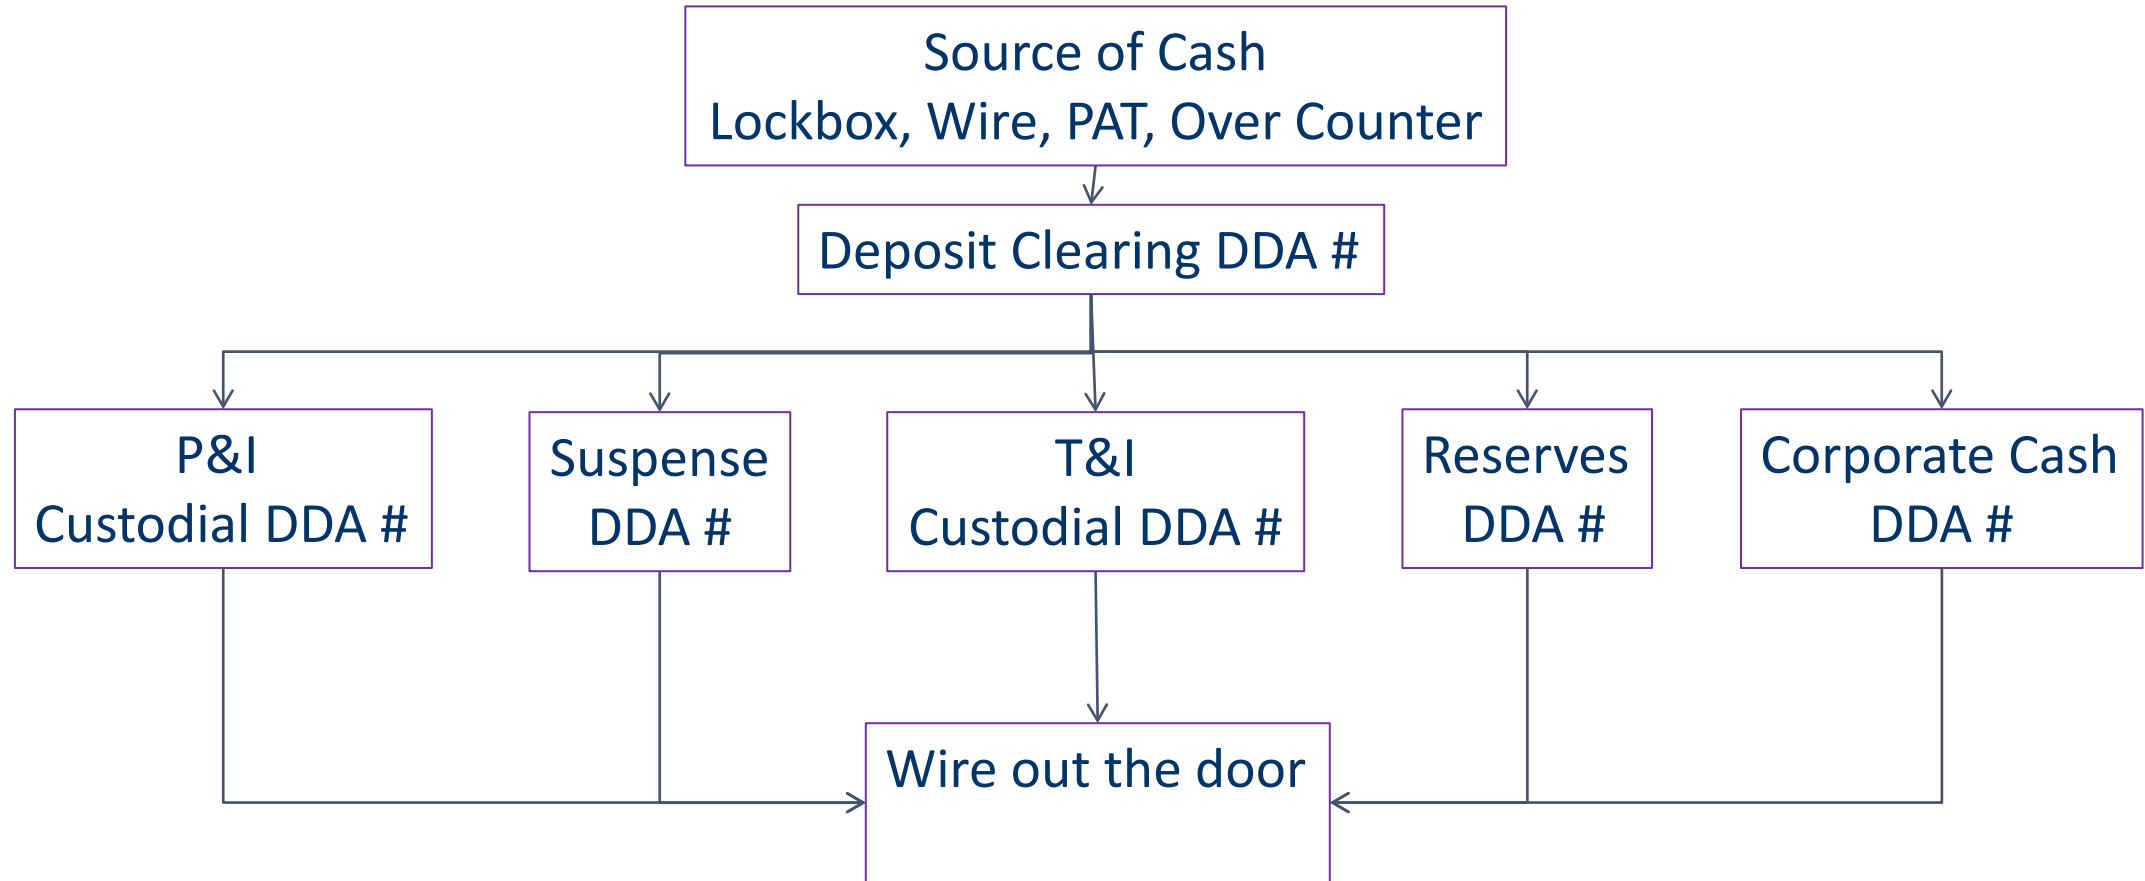 Source of Cash
Lockbox, Wire, PAT, Over Counter
Deposit Clearing DDA #
P&I
Custodial DDA #
Suspense
DDA #
T&I
Custodial DDA #
Reserves
DDA #
Corporate Cash
DDA #
Wire out the door